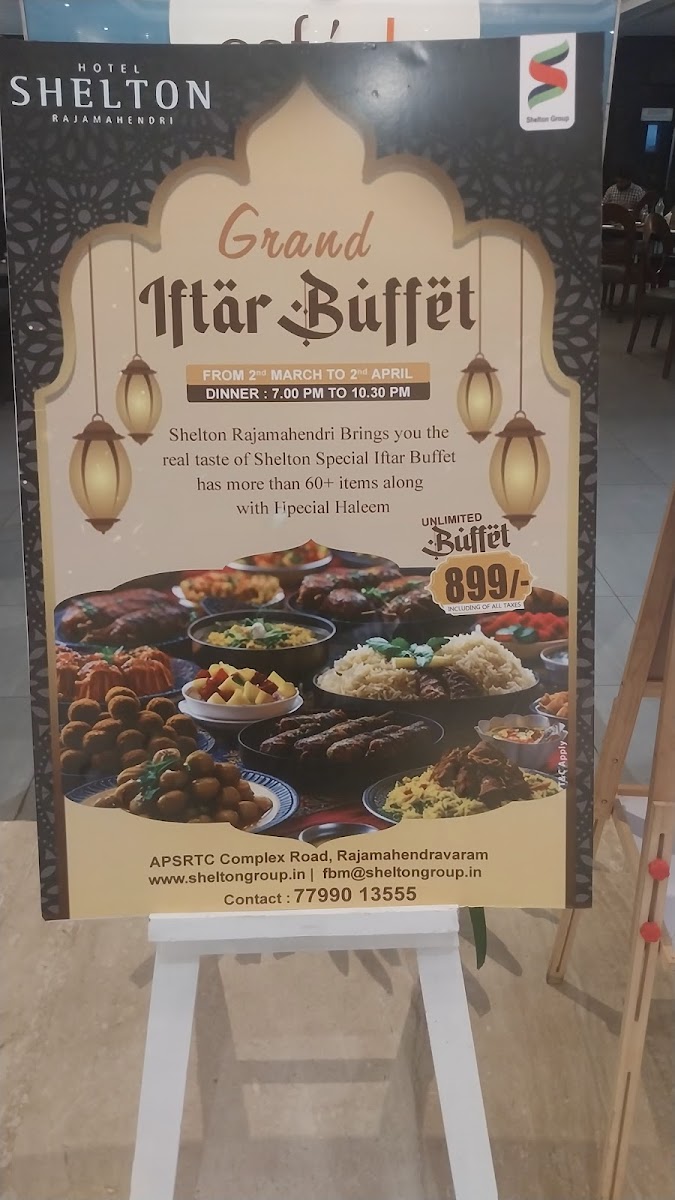 HOTEL
SHELTON
RAJAMAHENDRI
Shelton Group
Grand
Iftär Büffët
FROM 2nd MARCH TO 2nd APRIL
DINNER : 7.00 PM TO 10.30 PM
Shelton Rajamahendri Brings you the
real taste of Shelton Special Iftar Buffet
has more than 60+ items along
with Hpecial Haleem
UNLIMITED
Büffët
899/-
INCLUDING OF ALL TAXES
T&C Apply
APSRTC Complex Road, Rajamahendravaram
www.sheltongroup.in | fbm@sheltongroup.in
Contact : 77990 13555